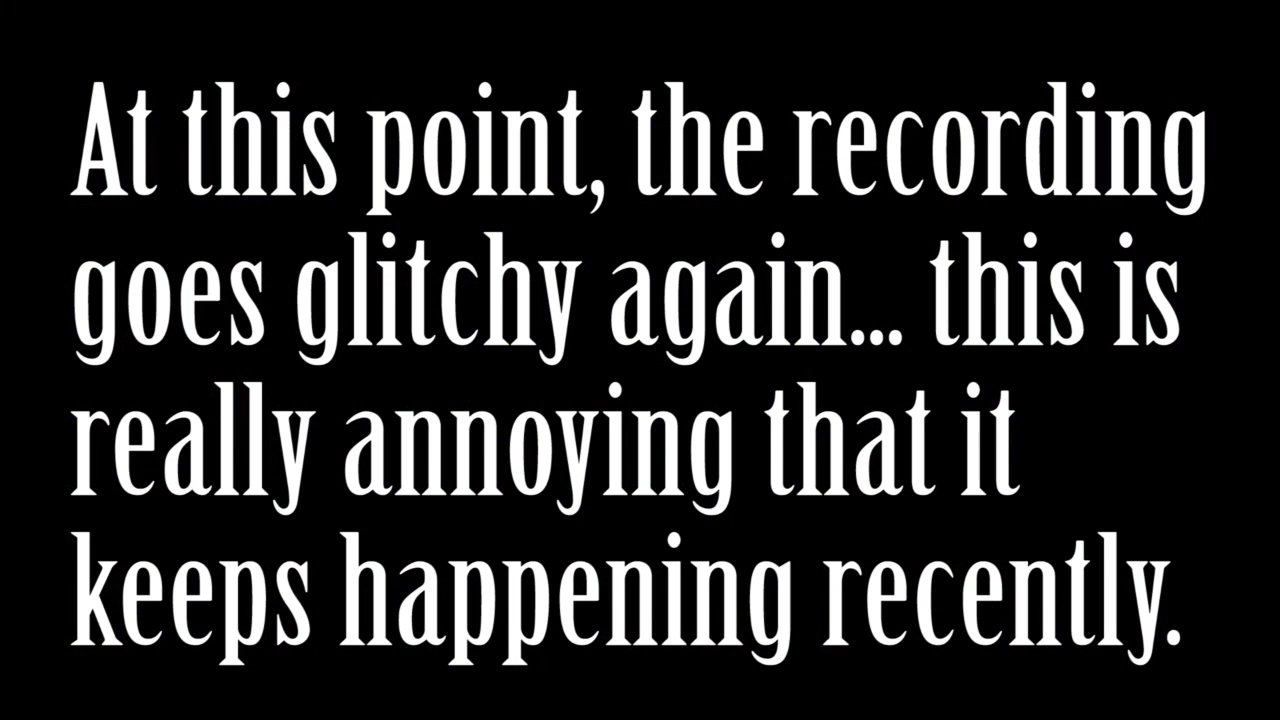 At this point, the recording
goes glitchy again... this is
really annoying that it
keeps happening recently.